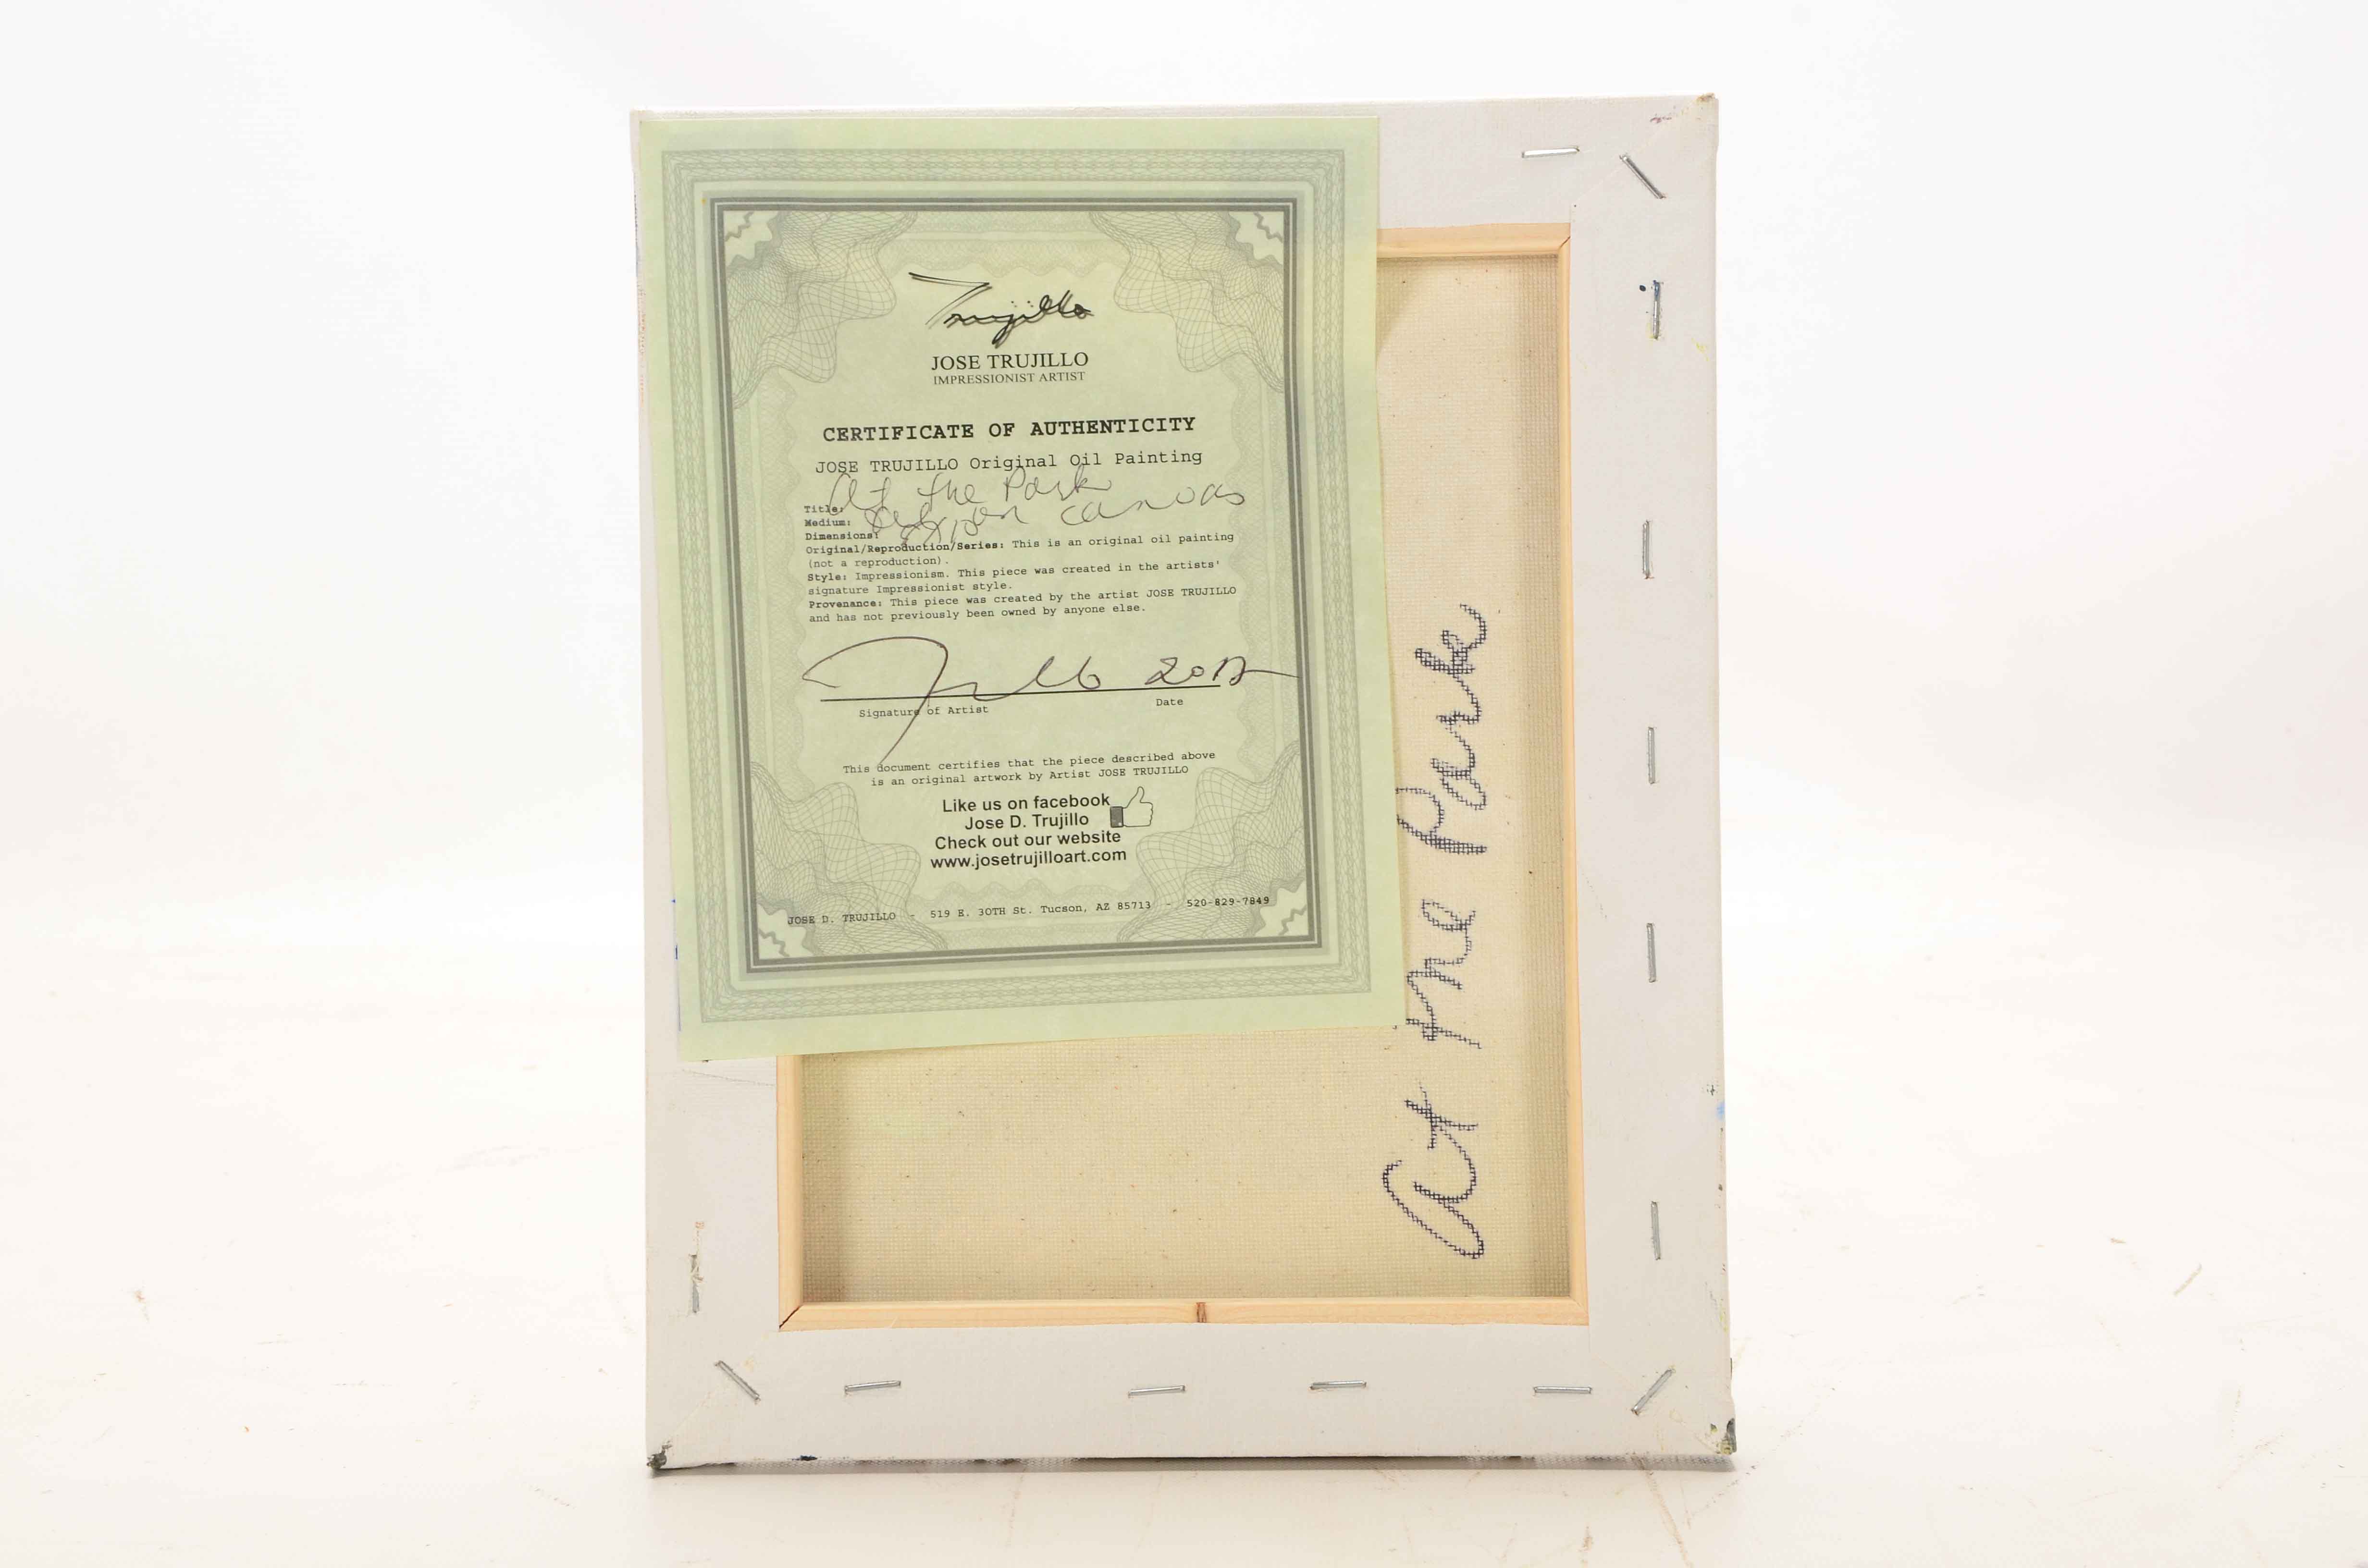 Trujillo
JOSE TRUJILLO
IMPRESSIONIST ARTIST
CERTIFICATE OF AUTHENTICITY
JOSE TRUJILLO Original Oil Painting
Title: At the Park
Medium: on canvas
Dimensions:
Original/Reproduction/Series: This is an original oil painting
(not a reproduction).
Style: Impressionism. This piece was created in the artists'
signature Impressionist style.
Provenance: This piece was created by the artist JOSE TRUJILLO
and has not previously been owned by anyone else.
Signature of Artist Date
This document certifies that the piece described above
is an original artwork by Artist JOSE TRUJILLO
Like us on facebook
Jose D. Trujillo
Check out our website
www.josetrujilloart.com
JOSE D. TRUJILLO - 519 E. 30TH St. Tucson, AZ 85713 - 520-829-7849
At the Park